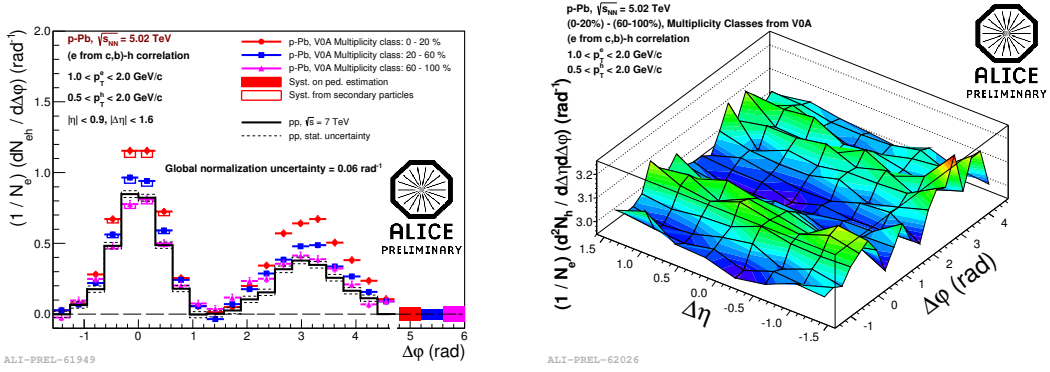 p-Pb, √sNN = 5.02 TeV
(e from c,b)-h correlation
1.0 < pTe < 2.0 GeV/c
0.5 < pTh < 2.0 GeV/c
|η| < 0.9, |Δη| < 1.6
p-Pb, V0A Multiplicity class: 0 - 20 %
p-Pb, V0A Multiplicity class: 20 - 60 %
p-Pb, V0A Multiplicity class: 60 - 100 %
Syst. on ped. estimation
Syst. from secondary particles
pp, √s = 7 TeV
pp, stat. uncertainty
Global normalization uncertainty = 0.06 rad-1
ALICE
PRELIMINARY
(1 / Ne) (dNeh / dΔφ) (rad-1)
2.0
1.5
1.0
0.5
0.0
-1 0 1 2 3 4 5 6
Δφ (rad)
ALI-PREL-61949
p-Pb, √sNN = 5.02 TeV
(0-20%) - (60-100%), Multiplicity Classes from V0A
(e from c,b)-h correlation
1.0 < pTe < 2.0 GeV/c
0.5 < pTh < 2.0 GeV/c
ALICE
PRELIMINARY
(1 / Ne) (d2Nh / dΔηdΔφ) (rad-1)
3.2
3.1
3.0
1.5 1.0 0.5 0.0 -0.5 -1.0 -1.5
Δη
-1 0 1 2 3 4
Δφ (rad)
ALI-PREL-62026